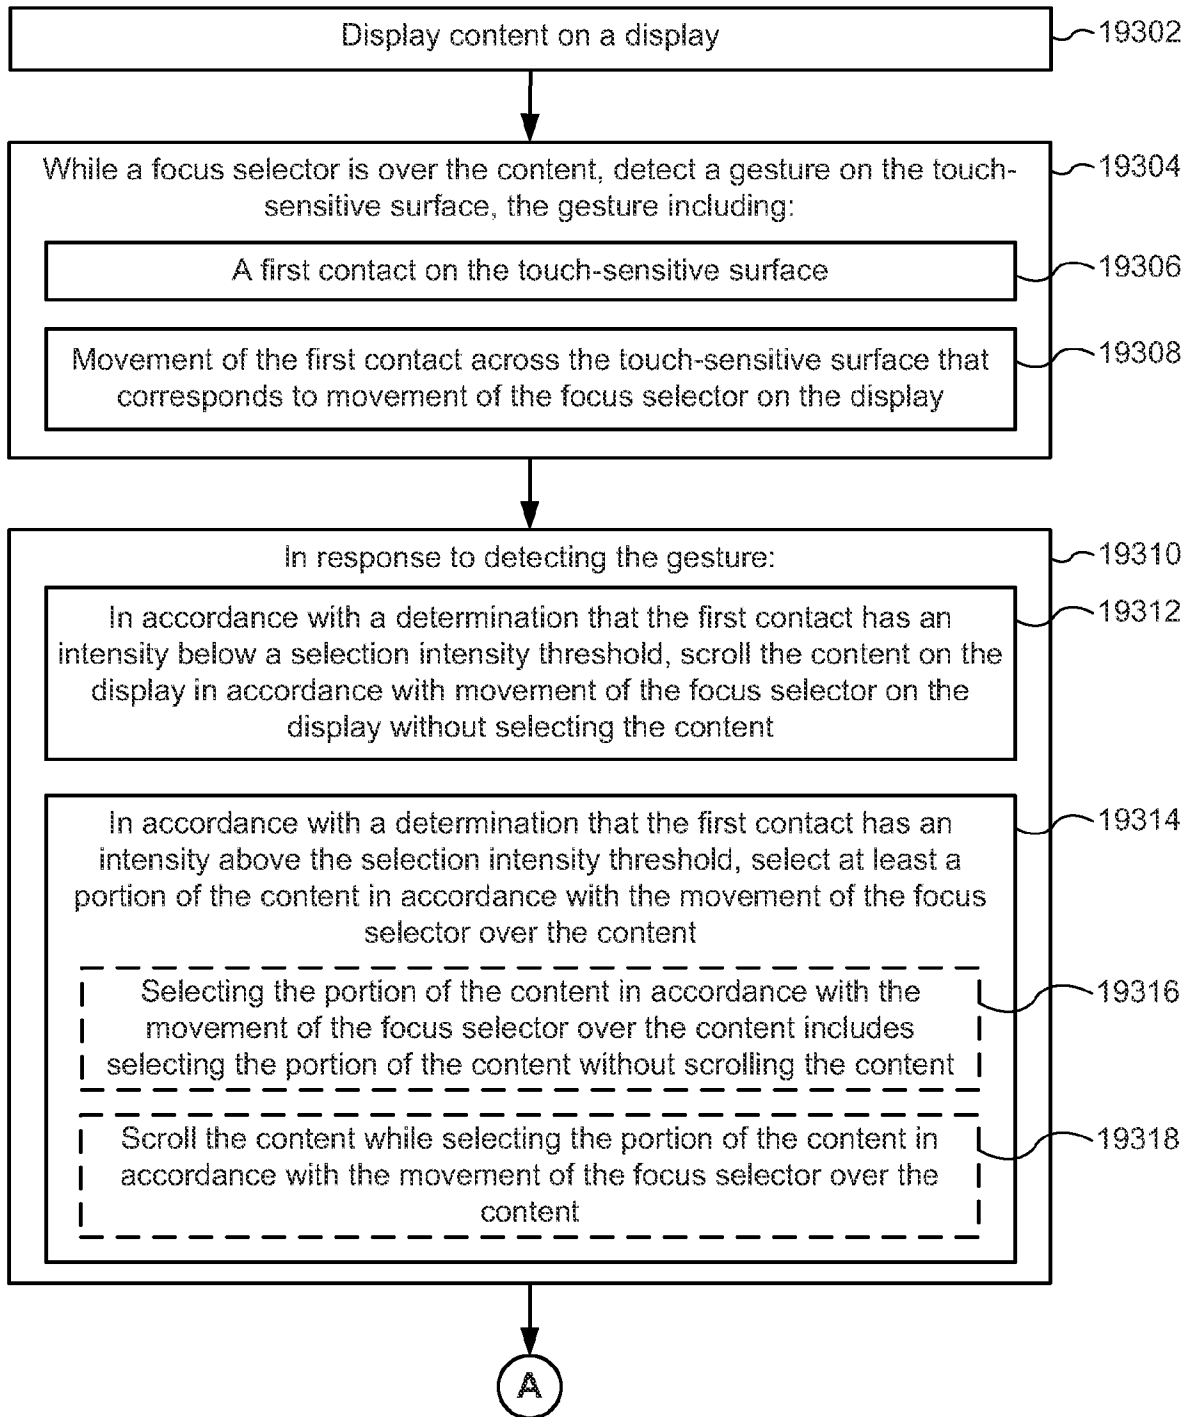 Display content on a display
19302
While a focus selector is over the content, detect a gesture on the touch-
sensitive surface, the gesture including:
19304
A first contact on the touch-sensitive surface
19306
Movement of the first contact across the touch-sensitive surface that
corresponds to movement of the focus selector on the display
19308
In response to detecting the gesture:
19310
In accordance with a determination that the first contact has an
intensity below a selection intensity threshold, scroll the content on the
display in accordance with movement of the focus selector on the
display without selecting the content
19312
In accordance with a determination that the first contact has an
intensity above the selection intensity threshold, select at least a
portion of the content in accordance with the movement of the focus
selector over the content
19314
Selecting the portion of the content in accordance with the
movement of the focus selector over the content includes
selecting the portion of the content without scrolling the content
19316
Scroll the content while selecting the portion of the content in
accordance with the movement of the focus selector over the
content
19318
A